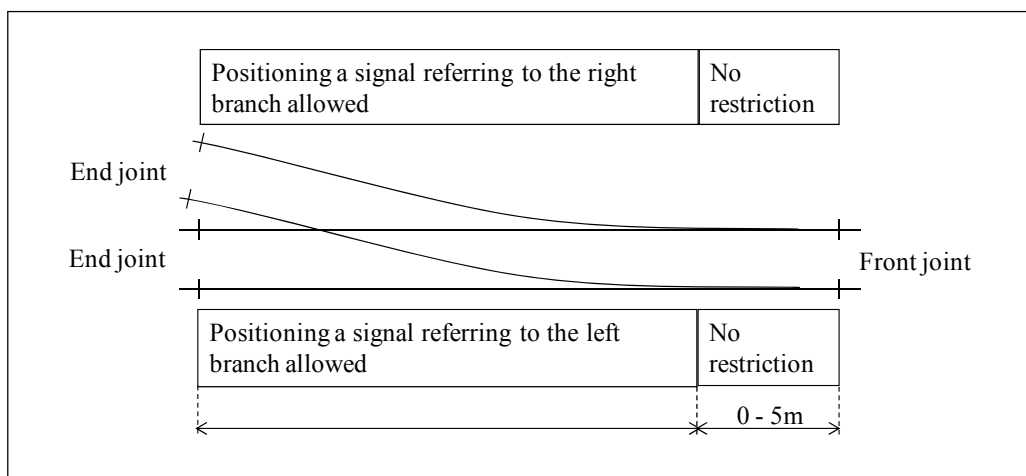 Positioning a signal referring to the right
branch allowed
No
restriction
End joint
End joint
Front joint
Positioning a signal referring to the left
branch allowed
No
restriction
0 - 5m